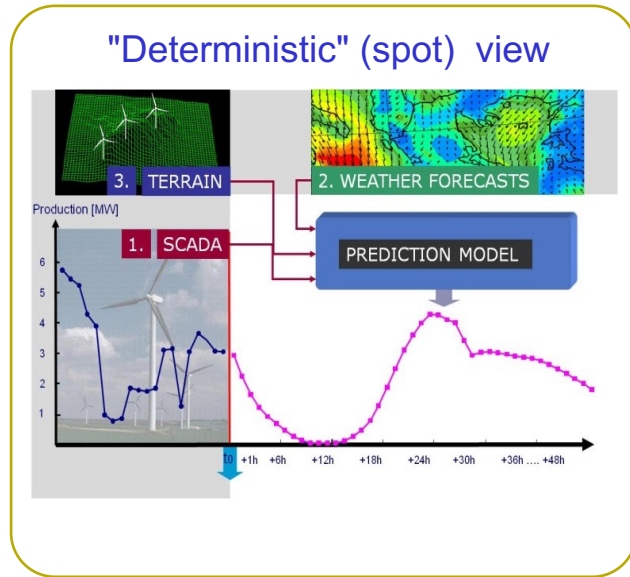 "Deterministic" (spot) view
3. TERRAIN
2. WEATHER FORECASTS
Production [MW]
1. SCADA
PREDICTION MODEL
6
5
4
3
2
1
t0 +1h +6h +12h +18h +24h +30h +36h .... +48h